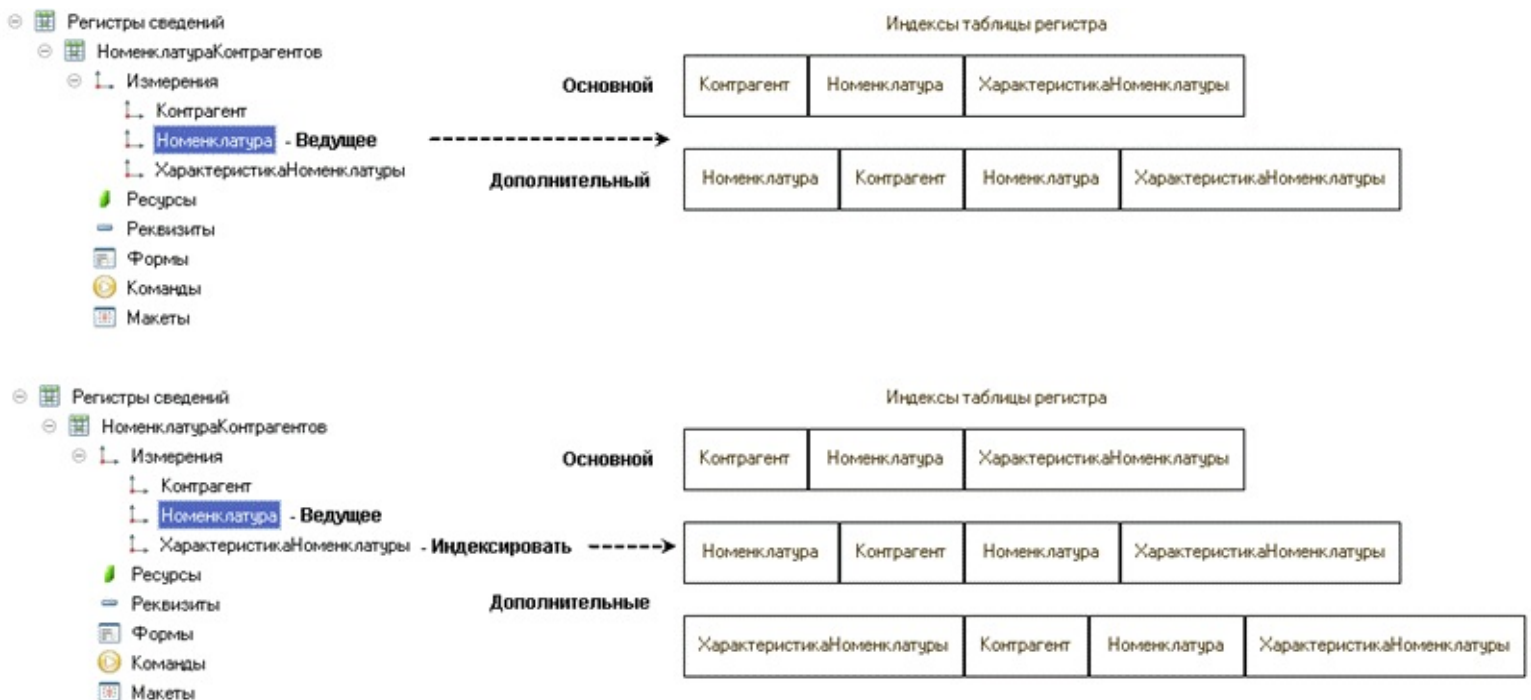 Регистры сведений
Индексы таблицы регистра
НоменклатураКонтрагентов
Измерения
Основной
Контрагент Номенклатура ХарактеристикаНоменклатуры
Контрагент
Номенклатура - Ведущее
ХарактеристикаНоменклатуры
Дополнительный
Номенклатура Контрагент Номенклатура ХарактеристикаНоменклатуры
Ресурсы
Реквизиты
Формы
Команды
Макеты
Регистры сведений
Индексы таблицы регистра
НоменклатураКонтрагентов
Измерения
Основной
Контрагент Номенклатура ХарактеристикаНоменклатуры
Контрагент
Номенклатура - Ведущее
ХарактеристикаНоменклатуры - Индексировать
Номенклатура Контрагент Номенклатура ХарактеристикаНоменклатуры
Ресурсы
Реквизиты
Дополнительные
Формы
ХарактеристикаНоменклатуры Контрагент Номенклатура ХарактеристикаНоменклатуры
Команды
Макеты